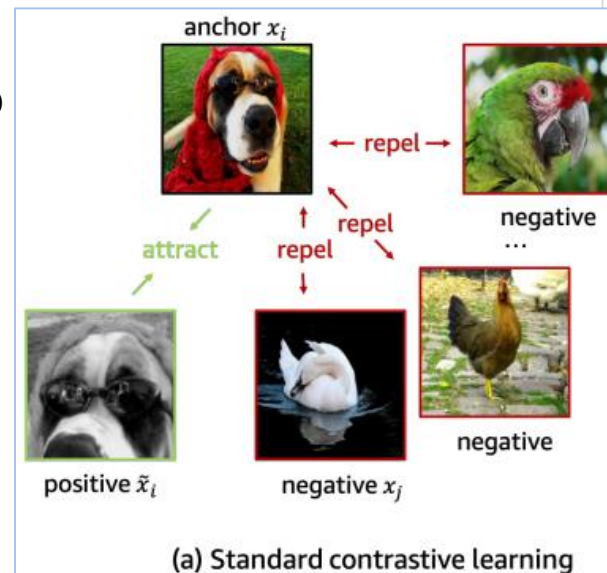 anchor x_i
)
repel
repel
negative
attract
repel
...
positive x̃_i
negative x_j
negative
(a) Standard contrastive learning